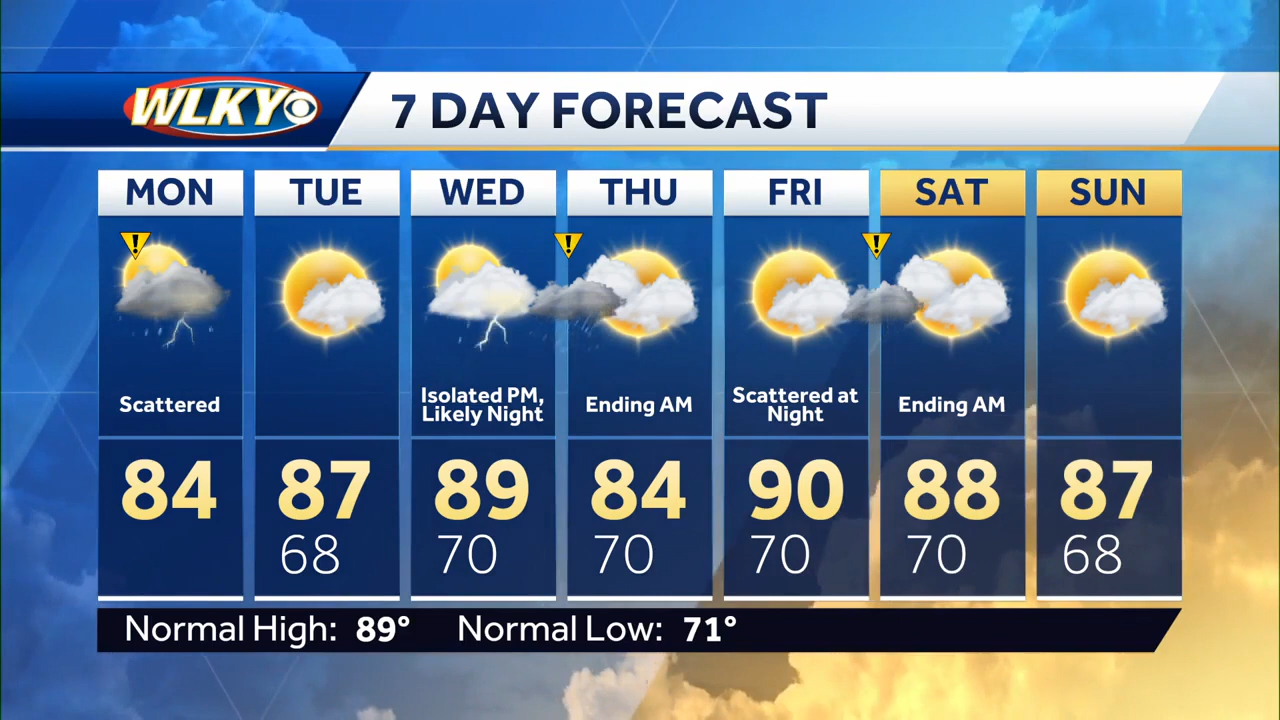 WLKY
7 DAY FORECAST
MON TUE WED THU FRI SAT SUN
! ! !
Scattered
Isolated PM,
Likely Night
Ending AM
Scattered at
Night
Ending AM
84 87 89 84 90 88 87
68 70 70 70 70 68
Normal High: 89° Normal Low: 71°